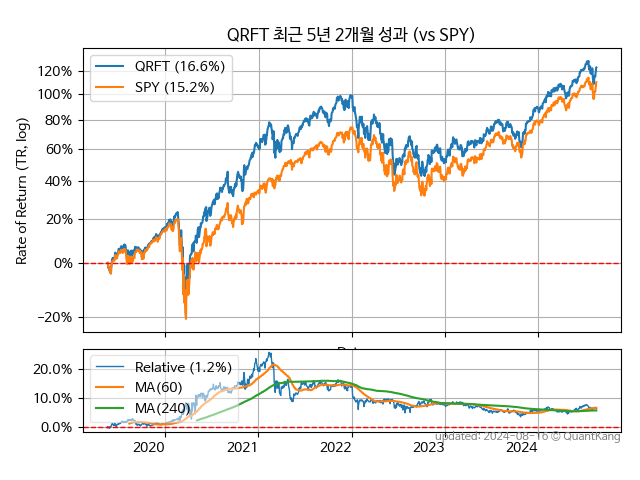 QRFT 최근 5년 2개월 성과 (vs SPY)
Rate of Return (TR, log)
120%
100%
80%
60%
40%
20%
0%
−20%
QRFT (16.6%)
SPY (15.2%)
20.0%
10.0%
0.0%
Relative (1.2%)
MA(60)
MA(240)
2020 2021 2022 2023 2024
updated: 2024-08-16 © QuantKang